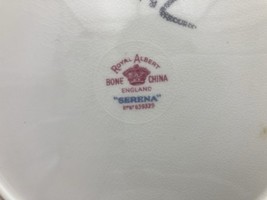 ROYAL ALBERT
BONE CHINA
ENGLAND
"SERENA"